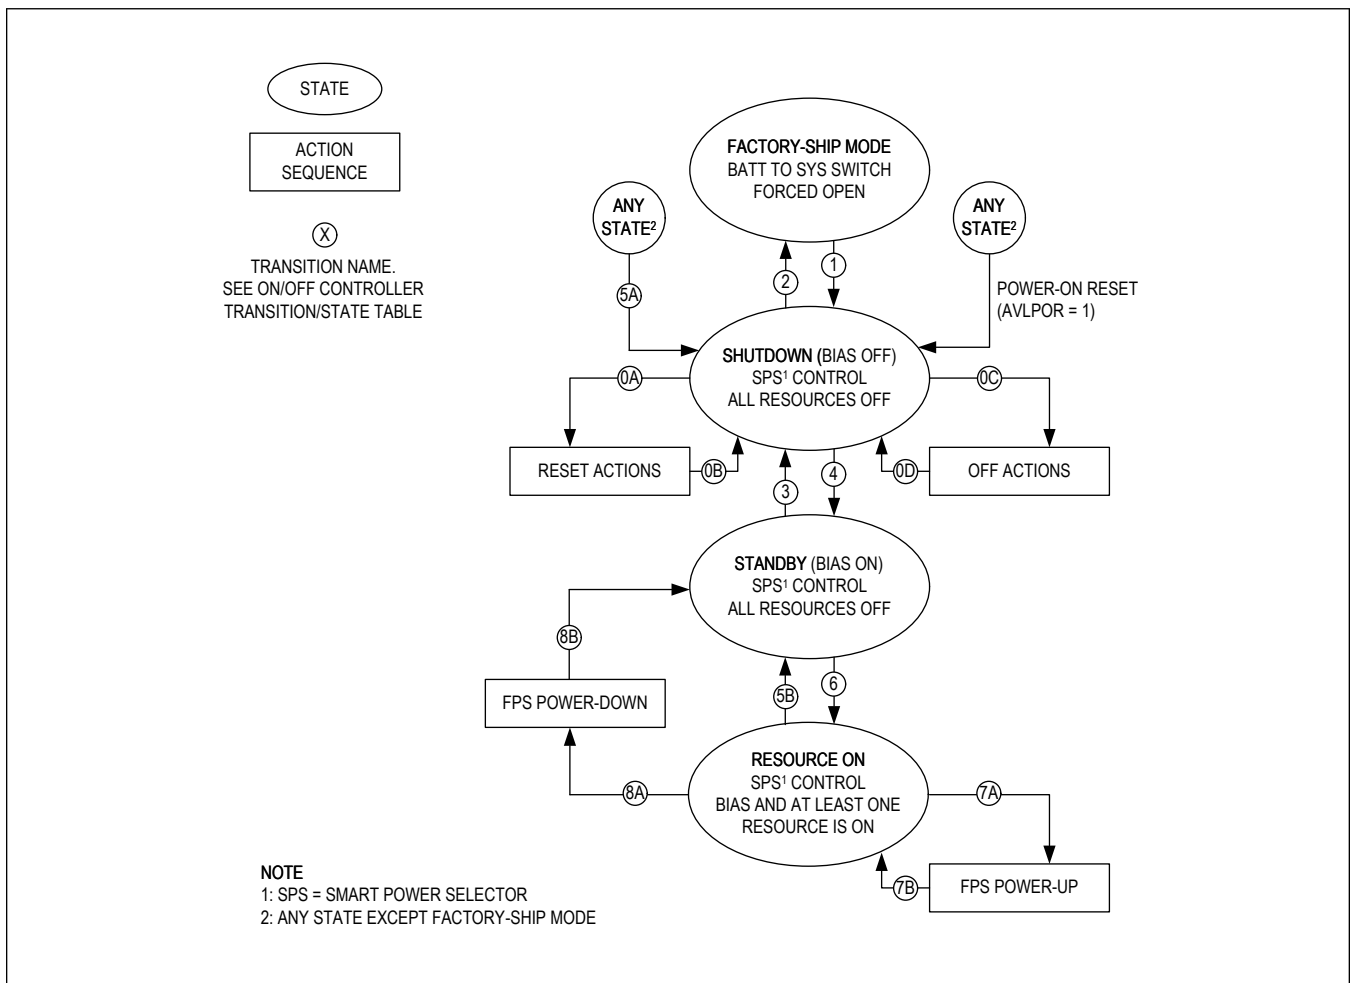 STATE
ACTION
SEQUENCE
X
TRANSITION NAME.
SEE ON/OFF CONTROLLER
TRANSITION/STATE TABLE
FACTORY-SHIP MODE
BATT TO SYS SWITCH
FORCED OPEN
ANY
STATE²
ANY
STATE²
5A
2
1
POWER-ON RESET
(AVLPOR = 1)
SHUTDOWN (BIAS OFF)
SPS¹ CONTROL
ALL RESOURCES OFF
0A
0C
RESET ACTIONS
0B
0D
OFF ACTIONS
3
4
STANDBY (BIAS ON)
SPS¹ CONTROL
ALL RESOURCES OFF
8B
5B
6
FPS POWER-DOWN
RESOURCE ON
SPS¹ CONTROL
BIAS AND AT LEAST ONE
RESOURCE IS ON
8A
7A
7B
FPS POWER-UP
NOTE
1: SPS = SMART POWER SELECTOR
2: ANY STATE EXCEPT FACTORY-SHIP MODE